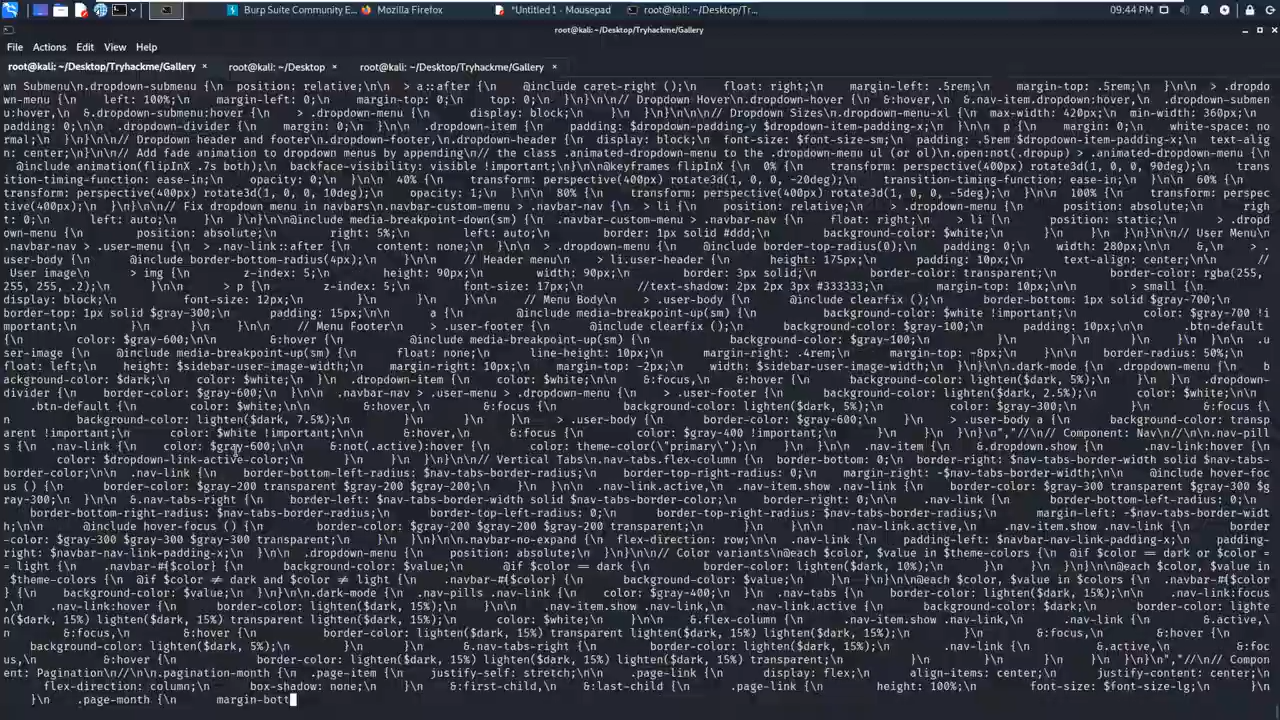 Burp Suite Community E... Mozilla Firefox *Untitled 1 - Mousepad root@kali: ~/Desktop/Tr... 09:44 PM
root@kali: ~/Desktop/Tryhackme/Gallery
File Actions Edit View Help
root@kali: ~/Desktop/Tryhackme/Gallery × root@kali: ~/Desktop × root@kali: ~/Desktop/Tryhackme/Gallery ×
wn Submenu\n.dropdown-submenu {\n position: relative;\n\n > a::after {\n @include caret-right ();\n float: right;\n margin-left: .5rem;\n margin-top: .5rem;\n }\n\n > .dropdo
wn-menu {\n left: 100%;\n margin-left: 0;\n margin-top: 0;\n top: 0;\n }\n}\n\n// Dropdown Hover\n.dropdown-hover {\n &:hover,\n &.nav-item.dropdown:hover,\n .dropdown-submen
u:hover,\n &.dropdown-submenu:hover {\n > .dropdown-menu {\n display: block;\n }\n }\n}\n\n\n// Dropdown Sizes\n.dropdown-menu-xl {\n max-width: 420px;\n min-width: 360px;\n
padding: 0;\n\n .dropdown-divider {\n margin: 0;\n }\n\n .dropdown-item {\n padding: $dropdown-padding-y $dropdown-item-padding-x;\n }\n\n p {\n margin: 0;\n white-space: no
rmal;\n }\n}\n\n// Dropdown header and footer\n.dropdown-footer,\n.dropdown-header {\n display: block;\n font-size: $font-size-sm;\n padding: .5rem $dropdown-item-padding-x;\n text-alig
n: center;\n}\n\n// Add fade animation to dropdown menus by appending\n// the class .animated-dropdown-menu to the .dropdown-menu ul (or ol)\n.open:not(.dropup) > .animated-dropdown-menu {\n
@include animation(flipInX .7s both);\n backface-visibility: visible !important;\n}\n\n@keyframes flipInX {\n 0% {\n transform: perspective(400px) rotate3d(1, 0, 0, 90deg);\n trans
ition-timing-function: ease-in;\n opacity: 0;\n }\n\n 40% {\n transform: perspective(400px) rotate3d(1, 0, 0, -20deg);\n transition-timing-function: ease-in;\n }\n\n 60% {\n
transform: perspective(400px) rotate3d(1, 0, 0, 10deg);\n opacity: 1;\n }\n\n 80% {\n transform: perspective(400px) rotate3d(1, 0, 0, -5deg);\n }\n\n 100% {\n transform: perspec
tive(400px);\n }\n}\n\n// Fix dropdown menu in navbars\n.navbar-custom-menu > .navbar-nav {\n > li {\n position: relative;\n > .dropdown-menu {\n position: absolute;\n righ
t: 0;\n left: auto;\n }\n }\n}\n\n@include media-breakpoint-down(sm) {\n .navbar-custom-menu > .navbar-nav {\n float: right;\n > li {\n position: static;\n > .dropd
own-menu {\n position: absolute;\n right: 5%;\n left: auto;\n border: 1px solid #ddd;\n background-color: $white;\n }\n }\n }\n}\n\n// User Menu\n
.navbar-nav > .user-menu {\n > .nav-link::after {\n content: none;\n }\n\n > .dropdown-menu {\n @include border-top-radius(0);\n padding: 0;\n width: 280px;\n\n &,\n > .
user-body {\n @include border-bottom-radius(4px);\n }\n\n // Header menu\n > li.user-header {\n height: 175px;\n padding: 10px;\n text-align: center;\n\n //
User image\n > img {\n z-index: 5;\n height: 90px;\n width: 90px;\n border: 3px solid;\n border-color: transparent;\n border-color: rgba(255,
255, 255, .2);\n }\n\n > p {\n z-index: 5;\n font-size: 17px;\n //text-shadow: 2px 2px 3px #333333;\n margin-top: 10px;\n\n > small {\n
display: block;\n font-size: 12px;\n }\n }\n }\n\n // Menu Body\n > .user-body {\n @include clearfix ();\n border-bottom: 1px solid $gray-700;\n
border-top: 1px solid $gray-300;\n padding: 15px;\n\n a {\n @include media-breakpoint-up(sm) {\n background-color: $white !important;\n color: $gray-700 !i
mportant;\n }\n }\n }\n\n // Menu Footer\n > .user-footer {\n @include clearfix ();\n background-color: $gray-100;\n padding: 10px;\n\n .btn-default
{\n color: $gray-600;\n\n &:hover {\n @include media-breakpoint-up(sm) {\n background-color: $gray-100;\n }\n }\n }\n }\n }\n\n .u
ser-image {\n @include media-breakpoint-up(sm) {\n float: none;\n line-height: 10px;\n margin-right: .4rem;\n margin-top: -8px;\n }\n\n border-radius: 50%;\n
float: left;\n height: $sidebar-user-image-width;\n margin-right: 10px;\n margin-top: -2px;\n width: $sidebar-user-image-width;\n }\n}\n\n.dark-mode {\n .dropdown-menu {\n b
ackground-color: $dark;\n color: $white;\n }\n .dropdown-item {\n color: $white;\n\n &:focus,\n &:hover {\n background-color: lighten($dark, 5%);\n }\n }\n .dropdown-
divider {\n border-color: $gray-600;\n }\n .navbar-nav > .user-menu > .dropdown-menu {\n > .user-footer {\n background-color: lighten($dark, 2.5%);\n color: $gray-300;\n
.btn-default {\n color: $white;\n\n &:hover,\n &:focus {\n background-color: lighten($dark, 5%);\n color: $gray-300;\n }\n &:focus {\n
background-color: lighten($dark, 7.5%);\n }\n }\n }\n > .user-body {\n background-color: lighten($dark, 5%);\n }\n > .user-body a {\n background-color: transp
arent !important;\n color: $white !important;\n\n &:hover,\n &:focus {\n color: $gray-400 !important;\n }\n }\n }\n}\n","//\n// Component: Nav\n//\n\n.nav-pill
s {\n .nav-link {\n color: $gray-600;\n\n &:not(.active):hover {\n color: theme-color(\"primary\");\n }\n }\n\n .nav-item {\n &.dropdown.show {\n .nav-link:hover {\n
color: $dropdown-link-active-color;\n }\n }\n }\n}\n\n// Vertical Tabs\n.nav-tabs.flex-column {\n border-bottom: 0;\n border-right: $nav-tabs-border-width solid $nav-tabs-
border-color;\n\n .nav-link {\n border-bottom-left-radius: $nav-tabs-border-radius;\n border-top-right-radius: 0;\n margin-right: -$nav-tabs-border-width;\n\n @include hover-foc
us () {\n border-color: $gray-200 transparent $gray-200 $gray-200;\n }\n }\n\n .nav-link.active,\n .nav-item.show .nav-link {\n border-color: $gray-300 transparent $gray-300 $g
ray-300;\n }\n\n &.nav-tabs-right {\n border-left: $nav-tabs-border-width solid $nav-tabs-border-color;\n border-right: 0;\n\n .nav-link {\n border-bottom-left-radius: 0;\n
border-bottom-right-radius: $nav-tabs-border-radius;\n border-top-left-radius: 0;\n border-top-right-radius: $nav-tabs-border-radius;\n margin-left: -$nav-tabs-border-widt
h;\n\n @include hover-focus () {\n border-color: $gray-200 $gray-200 $gray-200 transparent;\n }\n }\n\n .nav-link.active,\n .nav-item.show .nav-link {\n border-
color: $gray-300 $gray-300 $gray-300 transparent;\n }\n }\n}\n\n.navbar-no-expand {\n flex-direction: row;\n\n .nav-link {\n padding-left: $navbar-nav-link-padding-x;\n padding-
right: $navbar-nav-link-padding-x;\n }\n\n .dropdown-menu {\n position: absolute;\n }\n}\n\n// Color variants\n@each $color, $value in $theme-colors {\n @if $color == dark or $color =
= light {\n .navbar-#{$color} {\n background-color: $value;\n @if $color == dark {\n border-color: lighten($dark, 10%);\n }\n }\n }\n}\n\n@each $color, $value in
$theme-colors {\n @if $color != dark and $color != light {\n .navbar-#{$color} {\n background-color: $value;\n }\n }\n}\n\n@each $color, $value in $colors {\n .navbar-#{$color}
{\n background-color: $value;\n }\n}\n\n.dark-mode {\n .nav-pills .nav-link {\n color: $gray-400;\n }\n .nav-tabs {\n border-color: lighten($dark, 15%);\n .nav-link:focus
,\n .nav-link:hover {\n border-color: lighten($dark, 15%);\n }\n\n .nav-item.show .nav-link,\n .nav-link.active {\n background-color: $dark;\n border-color: lighte
n($dark, 15%) lighten($dark, 15%) transparent lighten($dark, 15%);\n color: $white;\n }\n &.flex-column {\n .nav-item.show .nav-link,\n .nav-link {\n &.active,\
n &:focus,\n &:hover {\n border-color: lighten($dark, 15%) transparent lighten($dark, 15%) lighten($dark, 15%);\n }\n &:focus,\n &:hover {\n
background-color: lighten($dark, 5%);\n }\n }\n &.nav-tabs-right {\n .nav-item.show .nav-link,\n .nav-link {\n &.active,\n &:foc
us,\n &:hover {\n border-color: lighten($dark, 15%) lighten($dark, 15%) lighten($dark, 15%) transparent;\n }\n }\n }\n }\n }\n}\n","//\n// Compon
ent: Pagination\n//\n\n.pagination-month {\n .page-item {\n justify-self: stretch;\n .page-link {\n display: flex;\n align-items: center;\n justify-content: center;\n
flex-direction: column;\n box-shadow: none;\n }\n &:first-child,\n &:last-child {\n .page-link {\n height: 100%;\n font-size: $font-size-lg;\n }\n
}\n .page-month {\n margin-bott